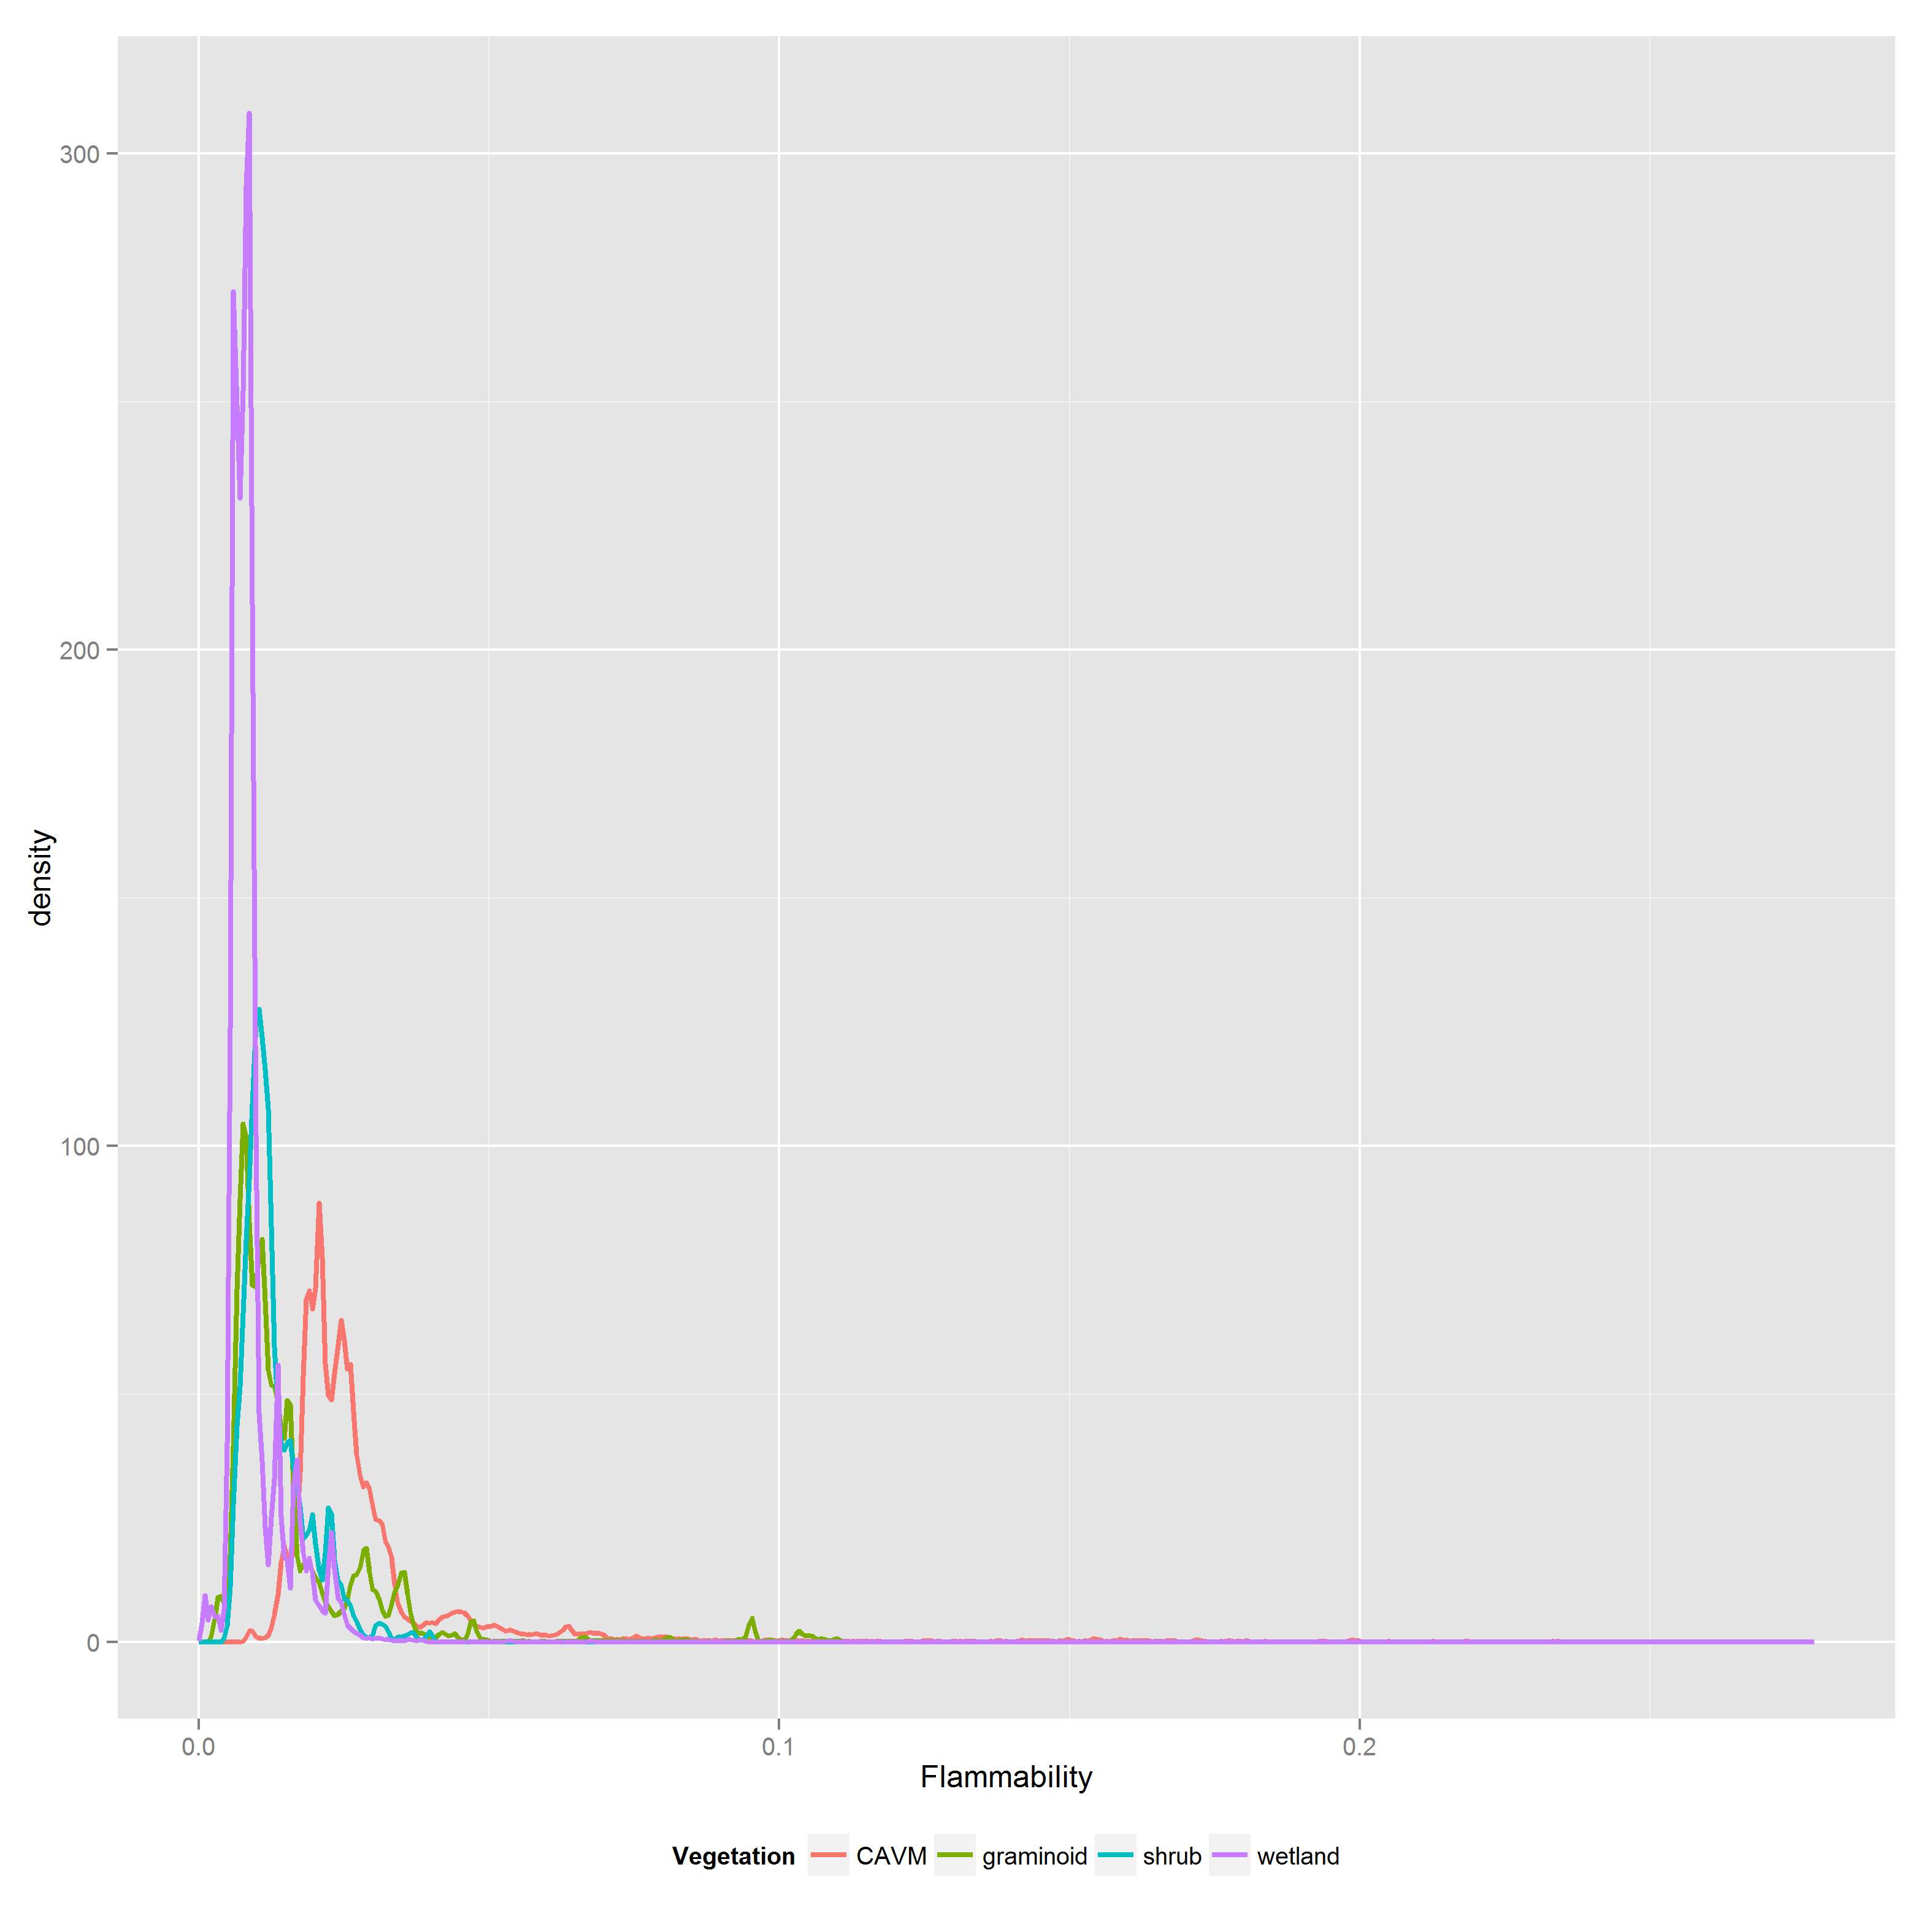 300
200
100
0
density
0.0 0.1 0.2
Flammability
Vegetation CAVM graminoid shrub wetland